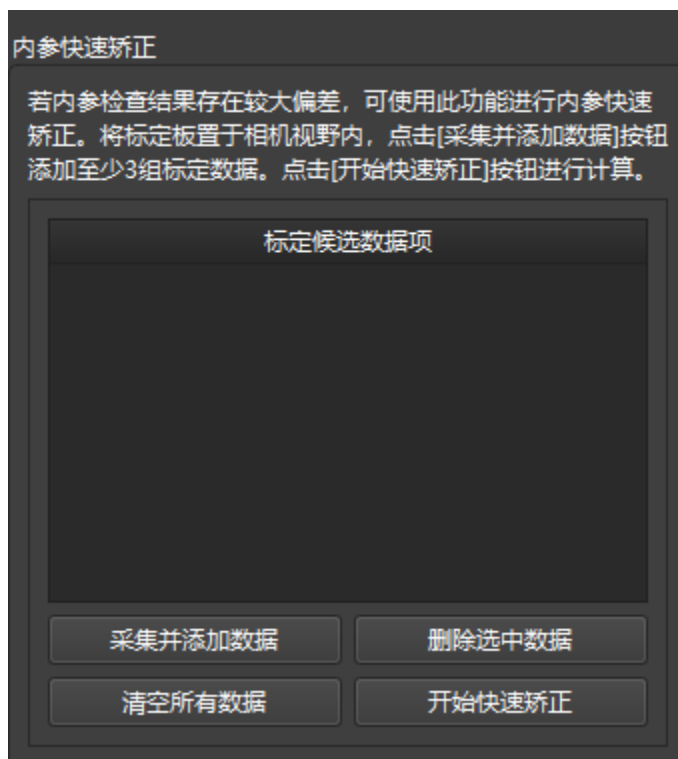 内参快速矫正
若内参检查结果存在较大偏差，可使用此功能进行内参快速
矫正。将标定板置于相机视野内，点击[采集并添加数据]按钮
添加至少3组标定数据。点击[开始快速矫正]按钮进行计算。
标定候选数据项
采集并添加数据
删除选中数据
清空所有数据
开始快速矫正